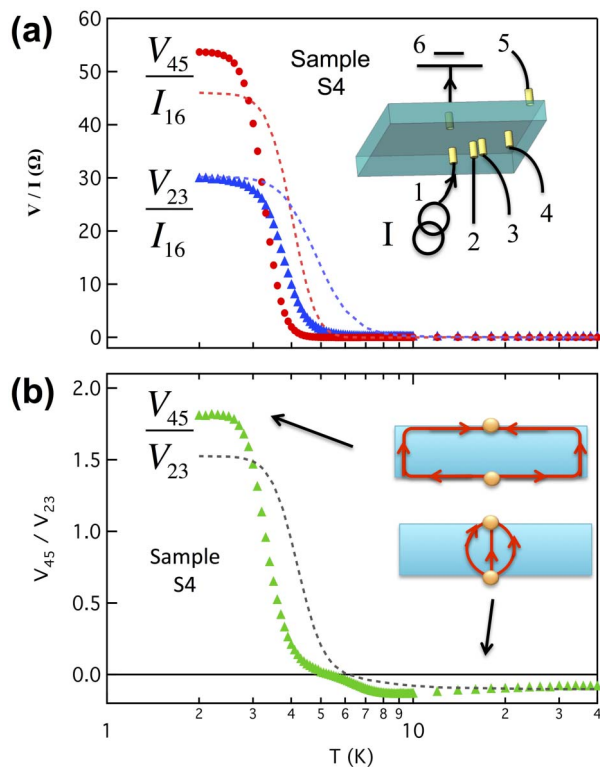 (a)
60
50
40
30
20
10
0
V / I (Ω)
V45
I16
V23
I16
Sample
S4
6
5
1
I
2
3
4
(b)
2.0
1.5
1.0
0.5
0.0
V45 / V23
V45
V23
Sample
S4
2 3 4 5 6 7 8 9 2 3 4
1 10
T (K)